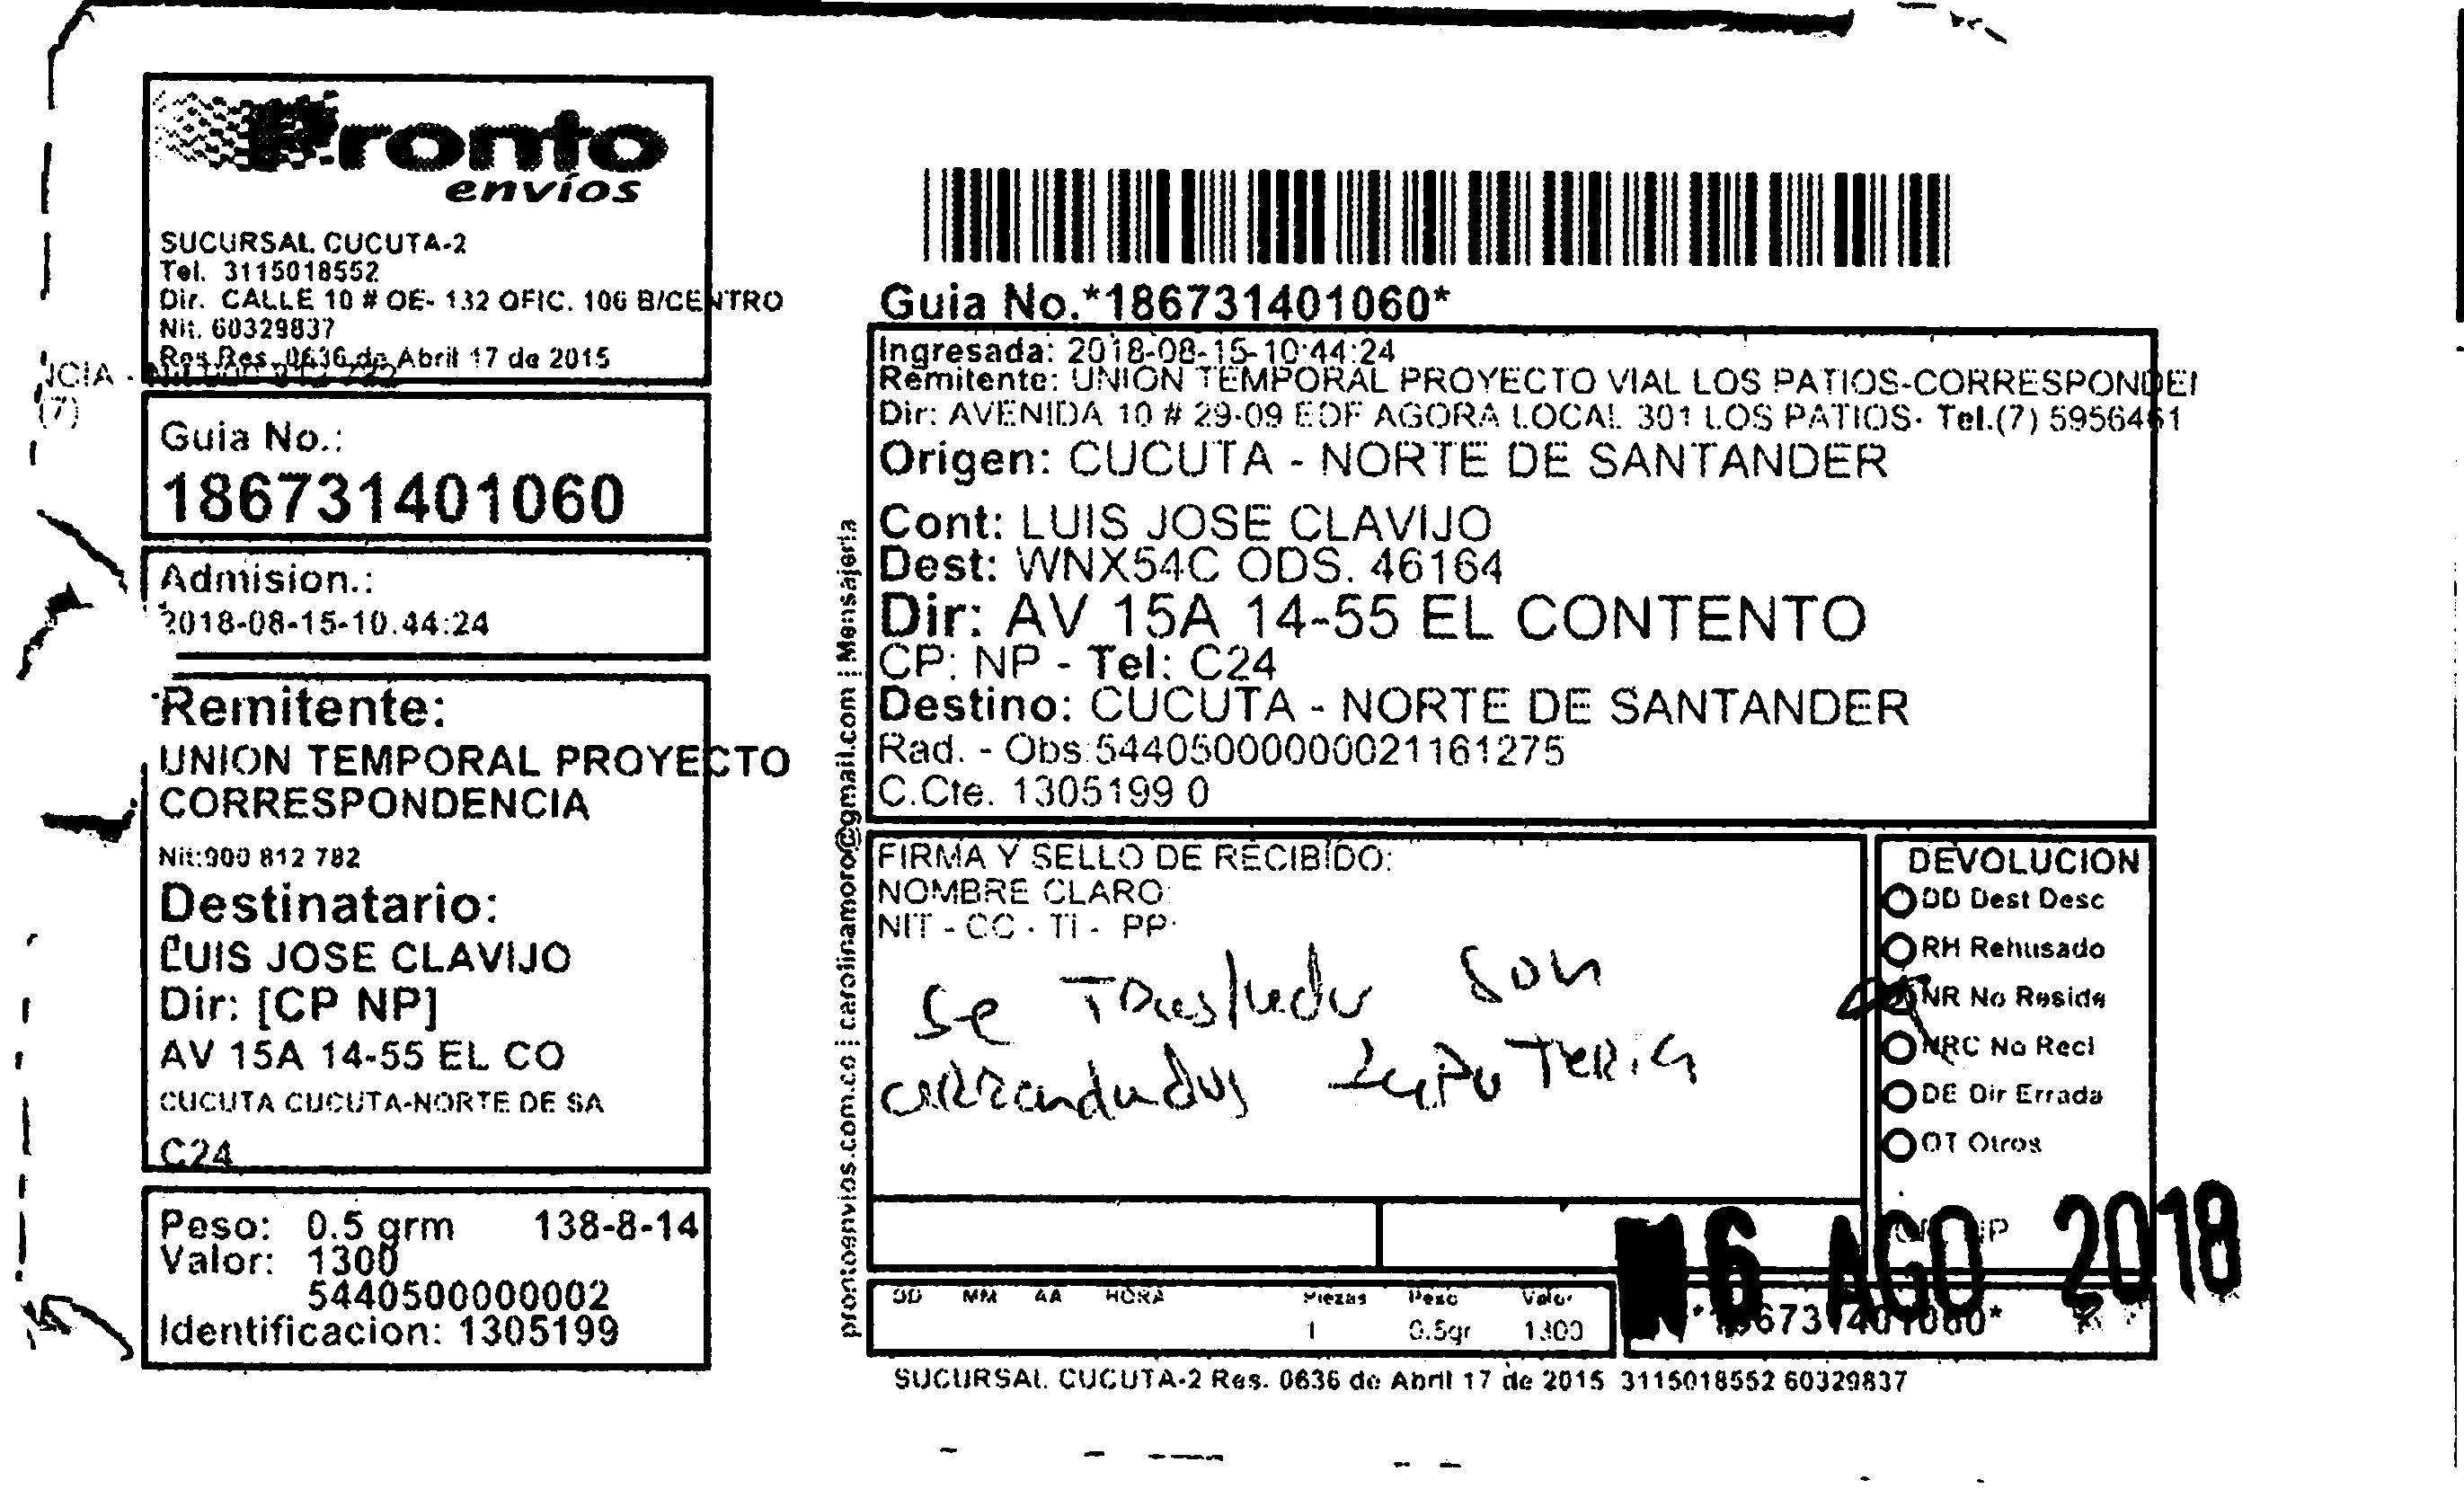 Pronto
envíos
SUCURSAL CUCUTA-2
Tel. 3115018552
Dir. CALLE 10 # OE- 132 OFIC. 106 B/CENTRO
Nit. 60329837
Res Res. 0636 de Abril 17 de 2015
Guia No.:
186731401060
Admision.:
2018-08-15-10.44:24
Remitente:
UNION TEMPORAL PROYECTO
CORRESPONDENCIA
Nit:900 812 782
Destinatario:
LUIS JOSE CLAVIJO
Dir: [CP NP]
AV 15A 14-55 EL CO
CUCUTA CUCUTA-NORTE DE SA
C24
Peso: 0.5 grm 138-8-14
Valor: 1300
5440500000002
Identificacion: 1305199
prontoenvios.com.co | carolinamoro@gmail.com | Mensajeria
Guia No.*186731401060*
Ingresada: 2018-08-15-10:44:24
Remitente: UNION TEMPORAL PROYECTO VIAL LOS PATIOS-CORRESPONDEI
Dir: AVENIDA 10 # 29-09 EDF AGORA LOCAL 301 LOS PATIOS- Tel.(7) 5956461
Origen: CUCUTA - NORTE DE SANTANDER
Cont: LUIS JOSE CLAVIJO
Dest: WNX54C ODS. 46164
Dir: AV 15A 14-55 EL CONTENTO
CP: NP - Tel: C24
Destino: CUCUTA - NORTE DE SANTANDER
Rad. - Obs:54405000000021161275
C.Cte. 1305199 0
FIRMA Y SELLO DE RECIBIDO:
NOMBRE CLARO:
NIT - CC - TI - PP:
Se Traslado Son
arrendados zapateria
DEVOLUCION
DD Dest Desc
RH Rehusado
NR No Reside
NRC No Recl
DE Dir Errada
OT Otros
6 AGO 2018
DD MM AA HORA Piezas Peso Valor
1 0.5gr 1300
*186731401060*
SUCURSAL CUCUTA-2 Res. 0636 de Abril 17 de 2015 3115018552 60329837